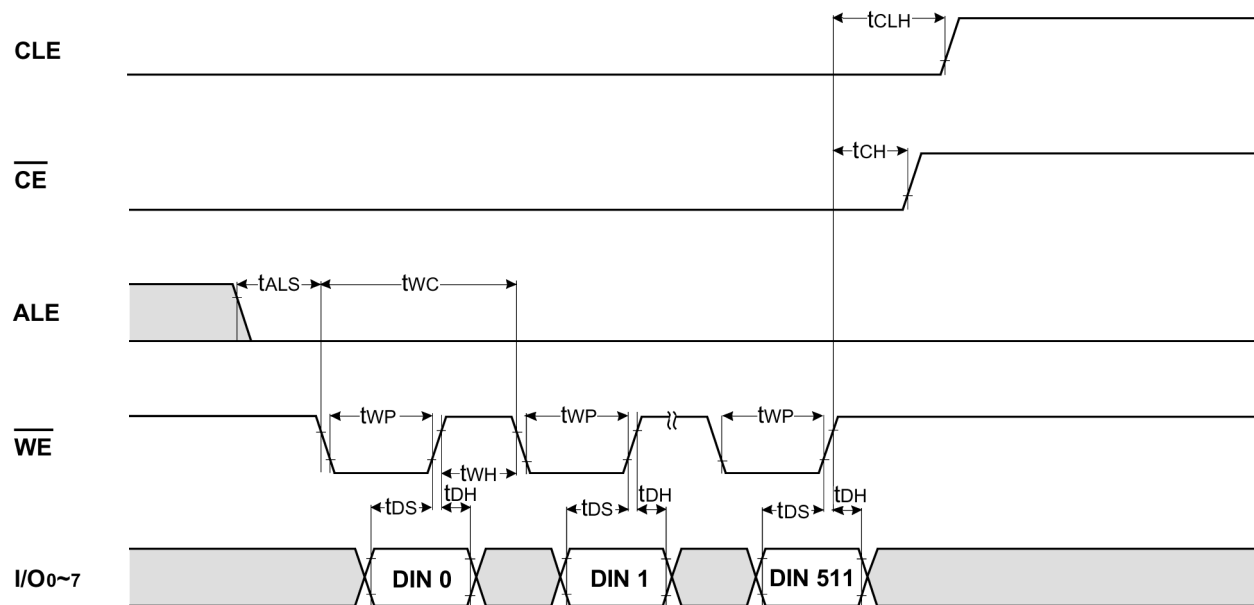 CLE
tCLH
CE
tCH
ALE
tALS
tWC
WE
tWP
tWP
tWP
tWH
tDS
tDH
tDS
tDH
tDS
tDH
I/O0~7
DIN 0
DIN 1
DIN 511